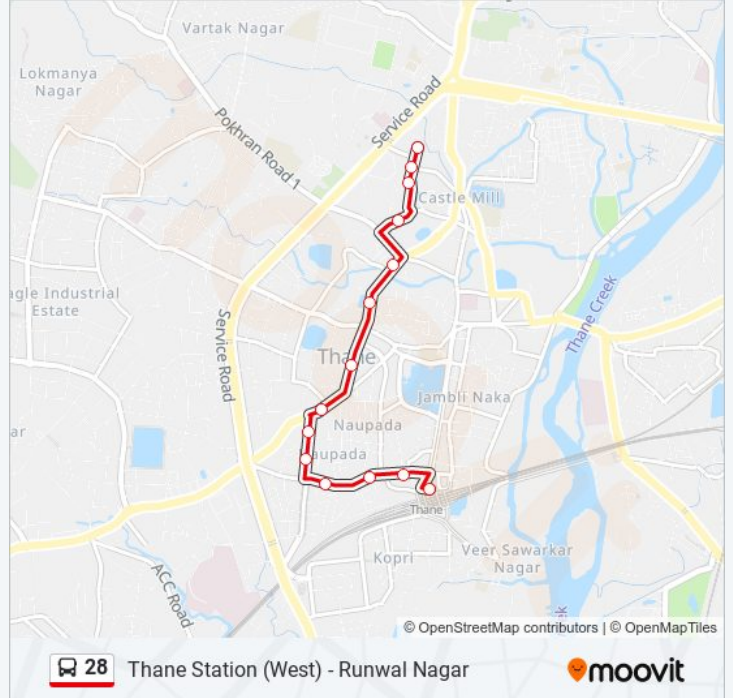 Vartak Nagar
Lokmanya
Nagar
Service Road
Pokhran Road 1
Castle Mill
agle Industrial
Estate
Thane Creek
Service Road
Thane
Jambli Naka
Naupada
ar
aupada
Thane
Kopri
Veer Sawarkar
Nagar
ACC Road
ek
© OpenStreetMap contributors | © OpenMapTiles
28 Thane Station (West) - Runwal Nagar
moovit